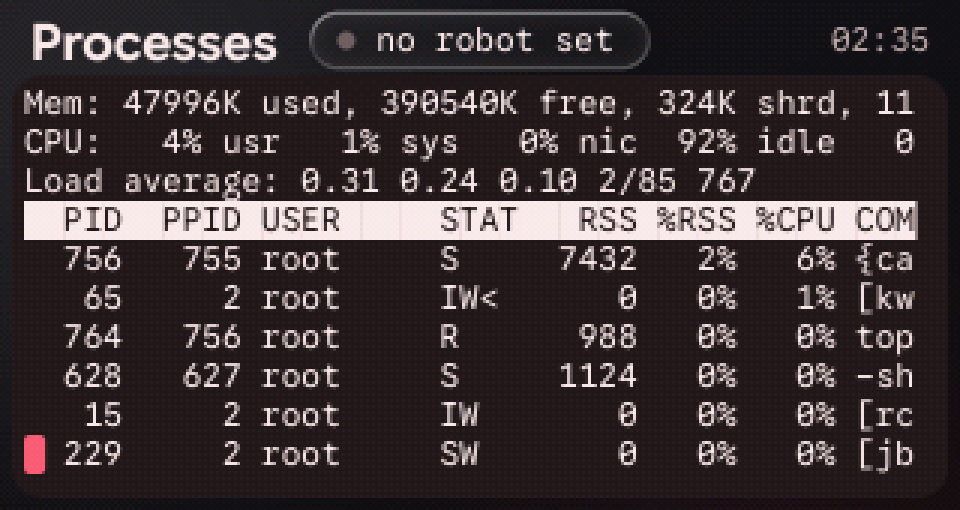 Processes no robot set 02:35
Mem: 47996K used, 390540K free, 324K shrd, 11
CPU: 4% usr 1% sys 0% nic 92% idle 0
Load average: 0.31 0.24 0.10 2/85 767
PID PPID USER STAT RSS %RSS %CPU COM
756 755 root S 7432 2% 6% {ca
65 2 root IW< 0 0% 1% [kw
764 756 root R 988 0% 0% top
628 627 root S 1124 0% 0% -sh
15 2 root IW 0 0% 0% [rc
229 2 root SW 0 0% 0% [jb